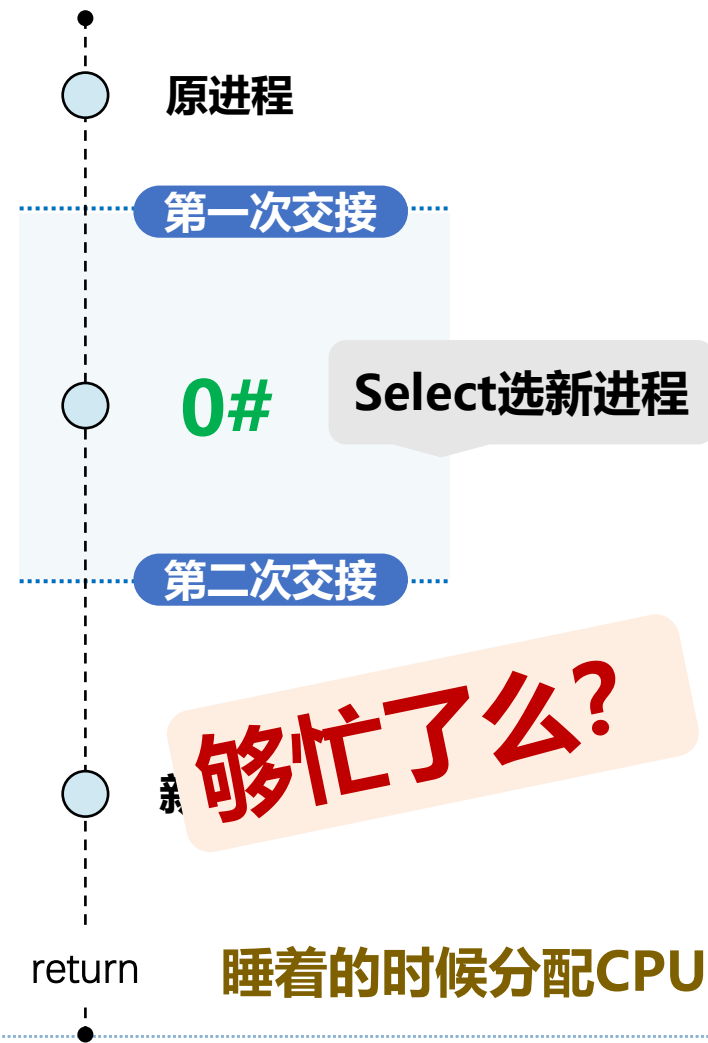 原进程
第一次交接
0#
Select选新进程
第二次交接
够忙了么?
新
return
睡着的时候分配CPU